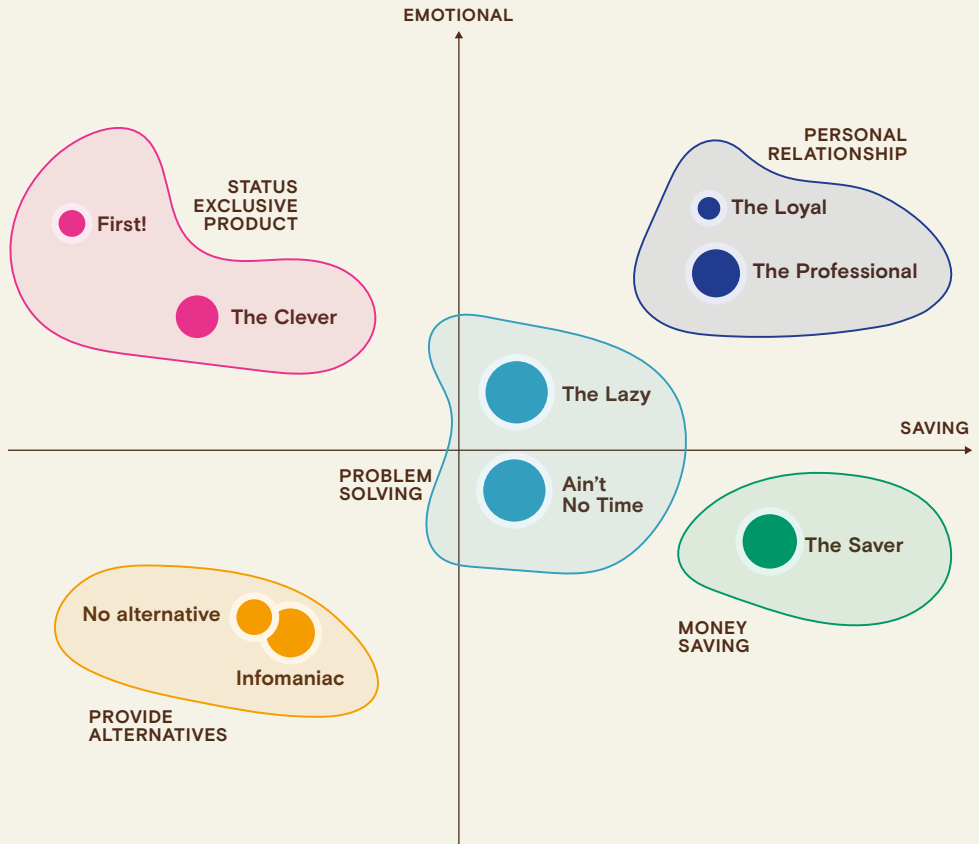 EMOTIONAL
PERSONAL
RELATIONSHIP
STATUS
EXCLUSIVE
PRODUCT
The Loyal
First!
The Professional
The Clever
The Lazy
SAVING
PROBLEM
SOLVING
Ain’t
No Time
The Saver
No alternative
MONEY
SAVING
Infomaniac
PROVIDE
ALTERNATIVES